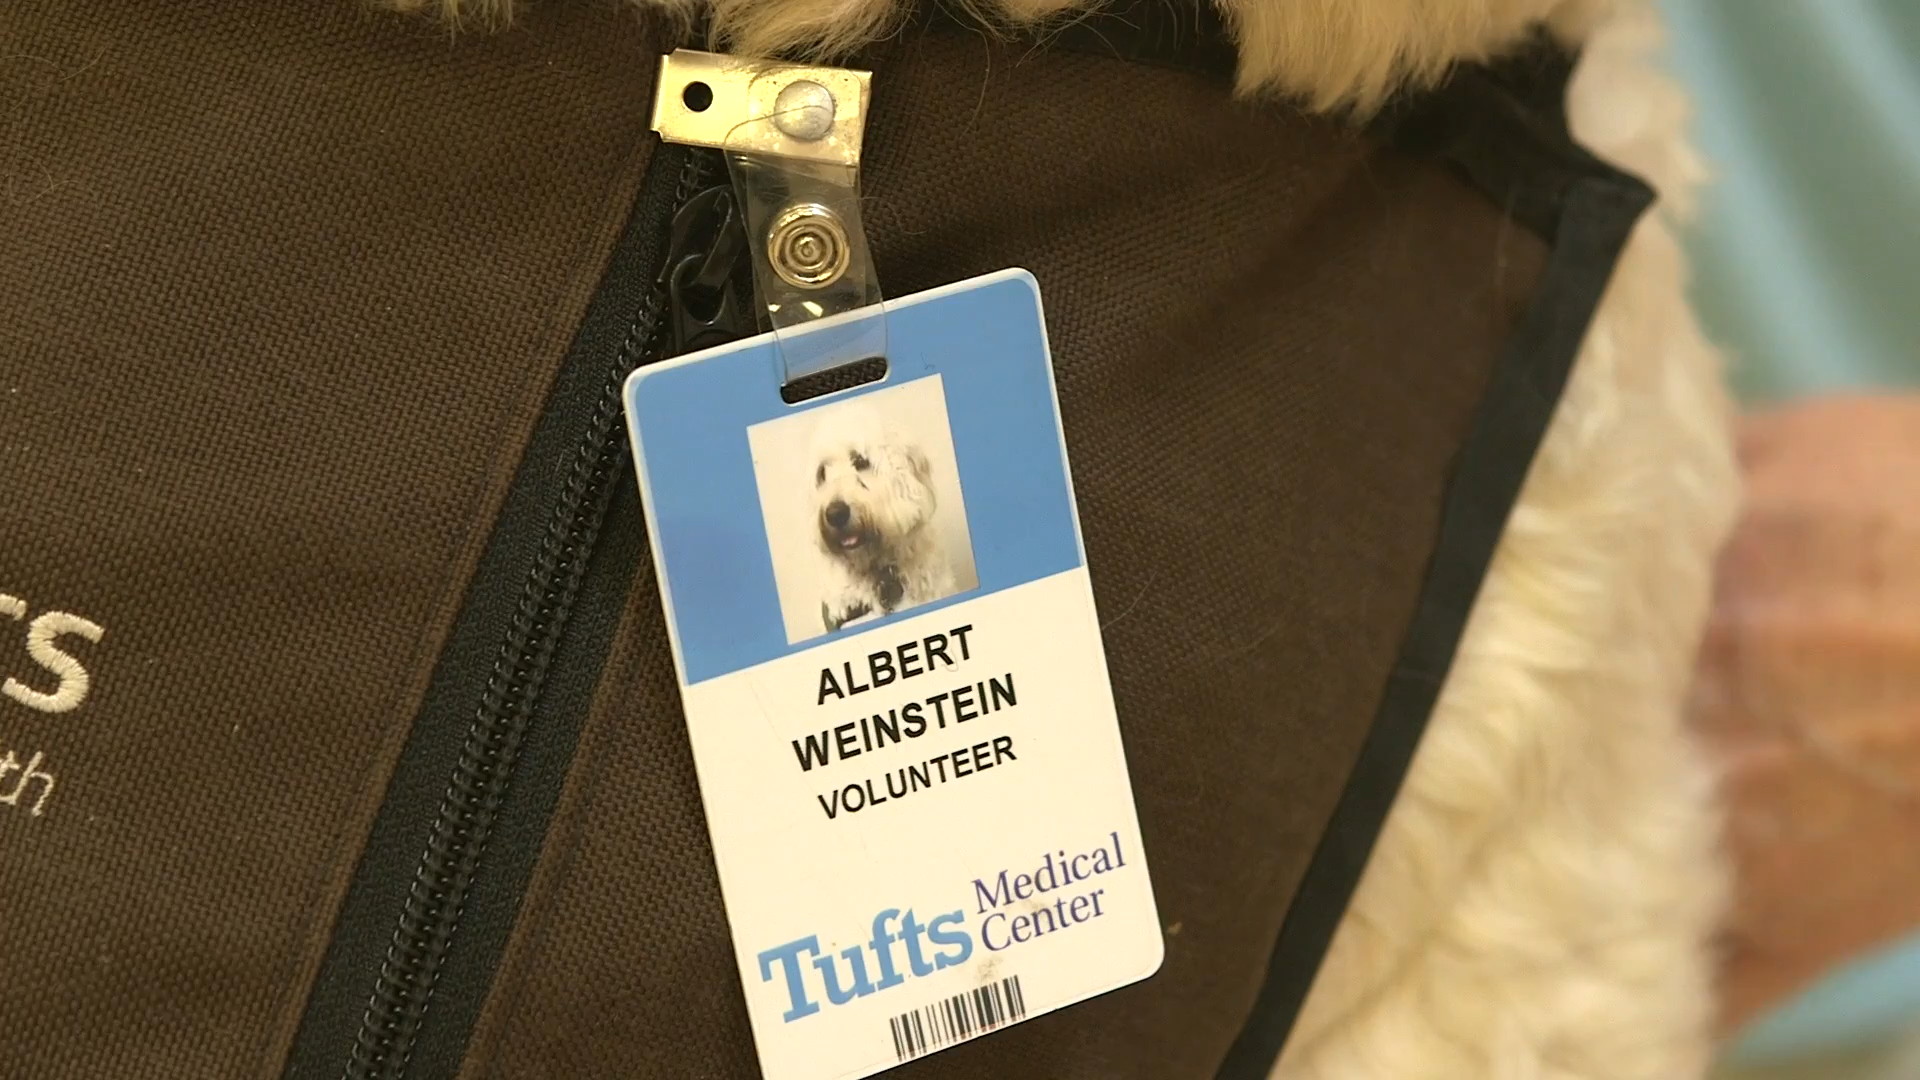 ALBERT
WEINSTEIN
VOLUNTEER
Tufts Medical
Center